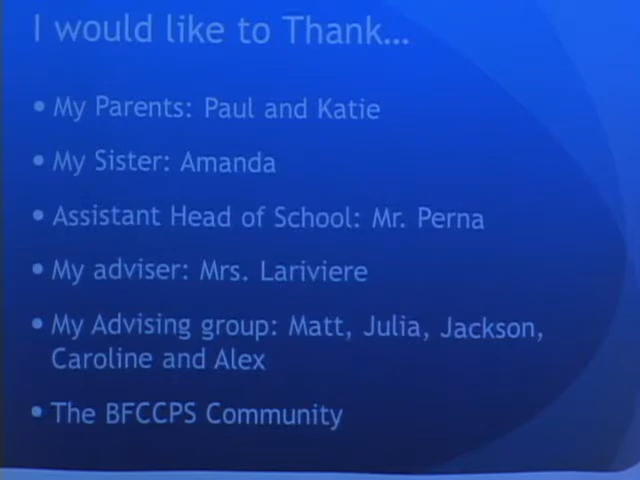 I would like to Thank...
• My Parents: Paul and Katie
• My Sister: Amanda
• Assistant Head of School: Mr. Perna
• My adviser: Mrs. Lariviere
• My Advising group: Matt, Julia, Jackson,
Caroline and Alex
• The BFCCPS Community